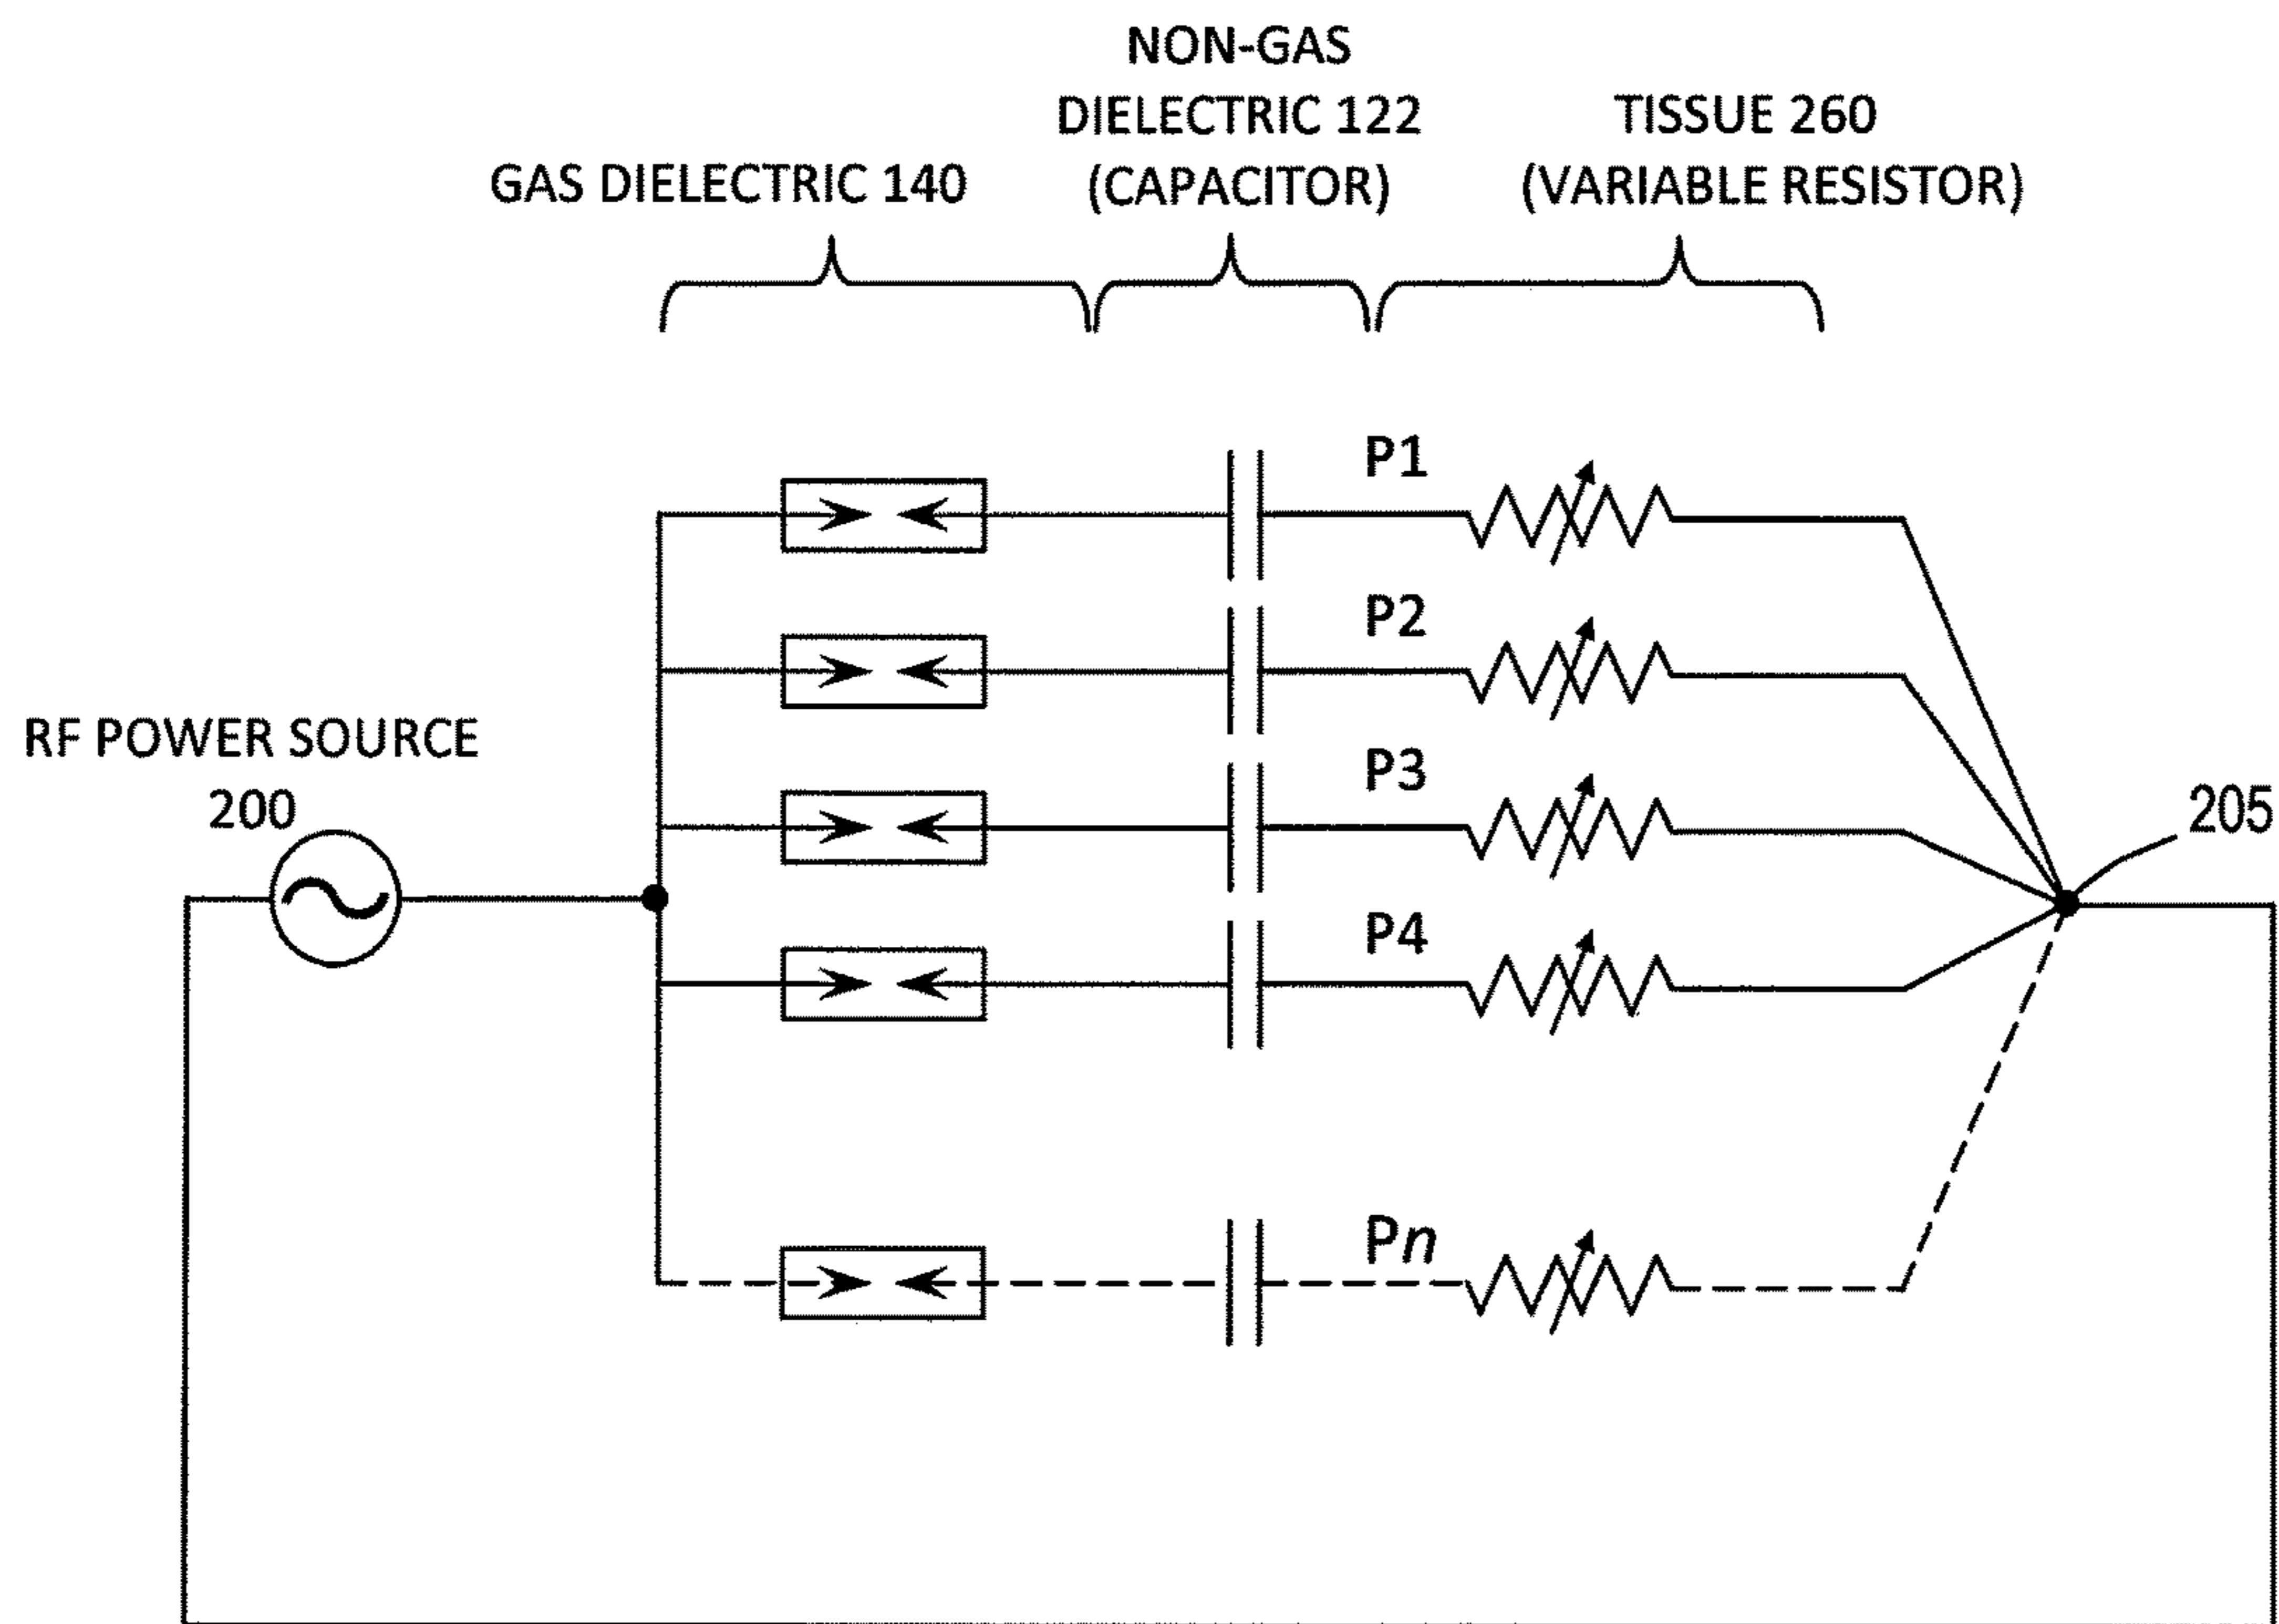 NON-GAS
DIELECTRIC 122
(CAPACITOR)
TISSUE 260
(VARIABLE RESISTOR)
GAS DIELECTRIC 140
P1
P2
P3
P4
Pn
RF POWER SOURCE
200
205